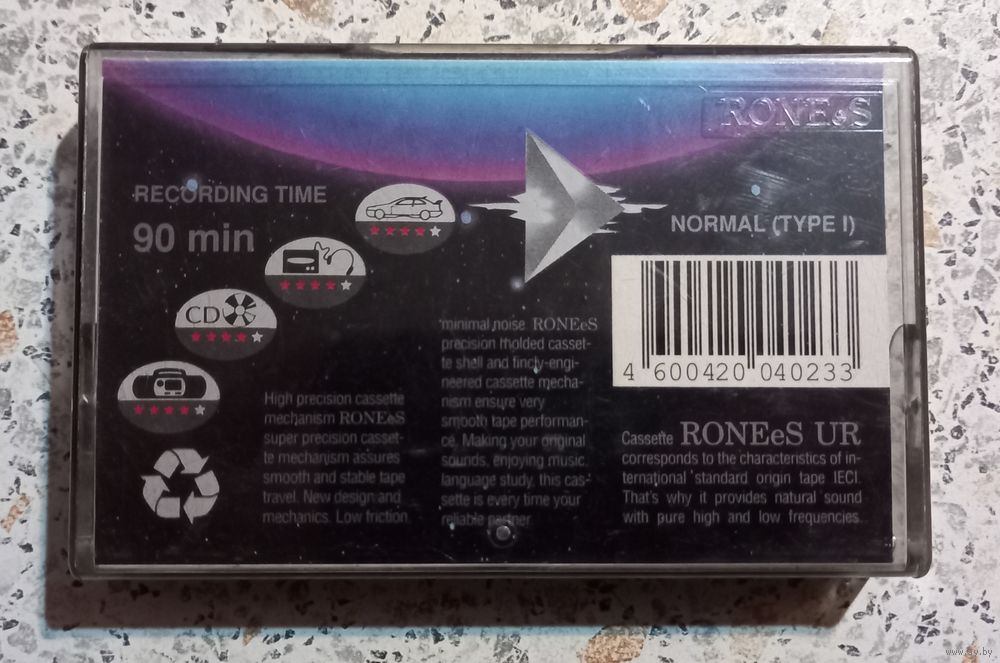 RONEeS
RECORDING TIME
90 min
NORMAL (TYPE I)
CD
4 600420 040233
High precision cassette
mechanism RONEeS
super precision casset-
te mechanism assures
smooth and stable tape
travel. New design and
mechanics. Low friction,
minimal noise RONEeS
precision molded casset-
te shell and finely-engi-
neered cassette mecha-
nism ensure very
smooth tape performan-
ce. Making your original
sounds, enjoying music,
language study, this cas-
sette is every time your
reliable partner.
Cassette RONEeS UR
corresponds to the characteristics of in-
ternational standard origin tape IECI.
That's why it provides natural sound
with pure high and low frequencies.
www.ay.by